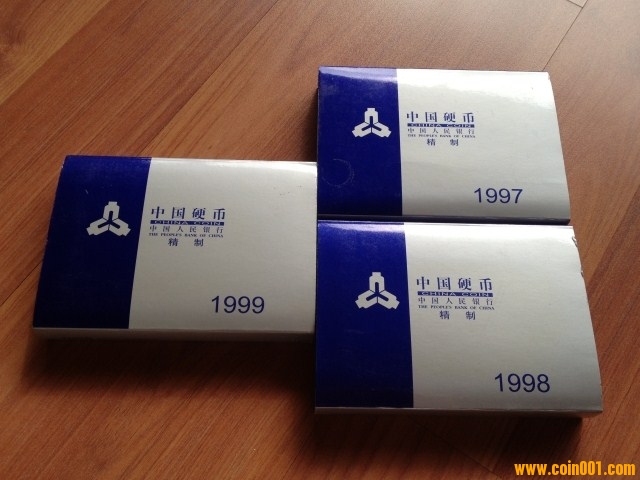 中国硬币
CHINA COIN
中国人民银行
THE PEOPLE'S BANK OF CHINA
精 制
1997
中国硬币
CHINA COIN
中国人民银行
THE PEOPLE'S BANK OF CHINA
精 制
1999
中国硬币
CHINA COIN
中国人民银行
THE PEOPLE'S BANK OF CHINA
精 制
1998
www.coin001.com